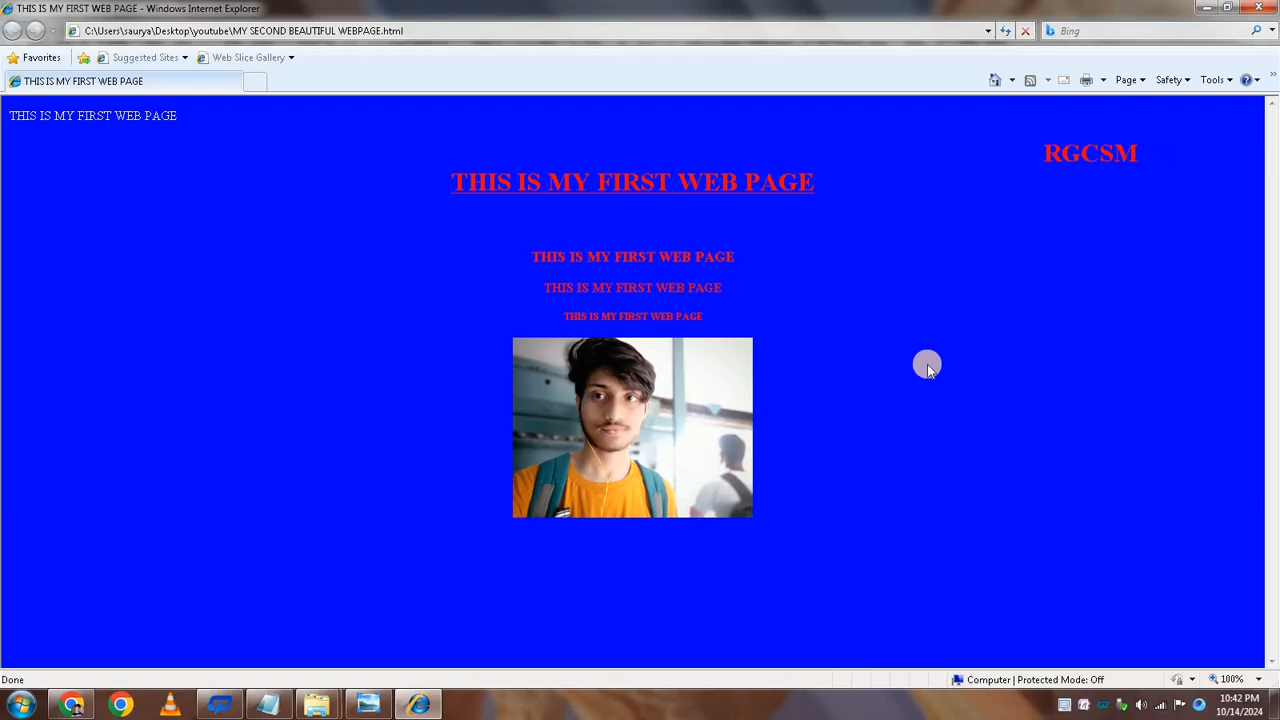 THIS IS MY FIRST WEB PAGE - Windows Internet Explorer
C:\Users\saurya\Desktop\youtube\MY SECOND BEAUTIFUL WEBPAGE.html
Bing
Favorites
Suggested Sites
Web Slice Gallery
THIS IS MY FIRST WEB PAGE
Page
Safety
Tools
THIS IS MY FIRST WEB PAGE
RGCSM
THIS IS MY FIRST WEB PAGE
THIS IS MY FIRST WEB PAGE
THIS IS MY FIRST WEB PAGE
THIS IS MY FIRST WEB PAGE
Done
Computer | Protected Mode: Off
100%
10:42 PM
10/14/2024